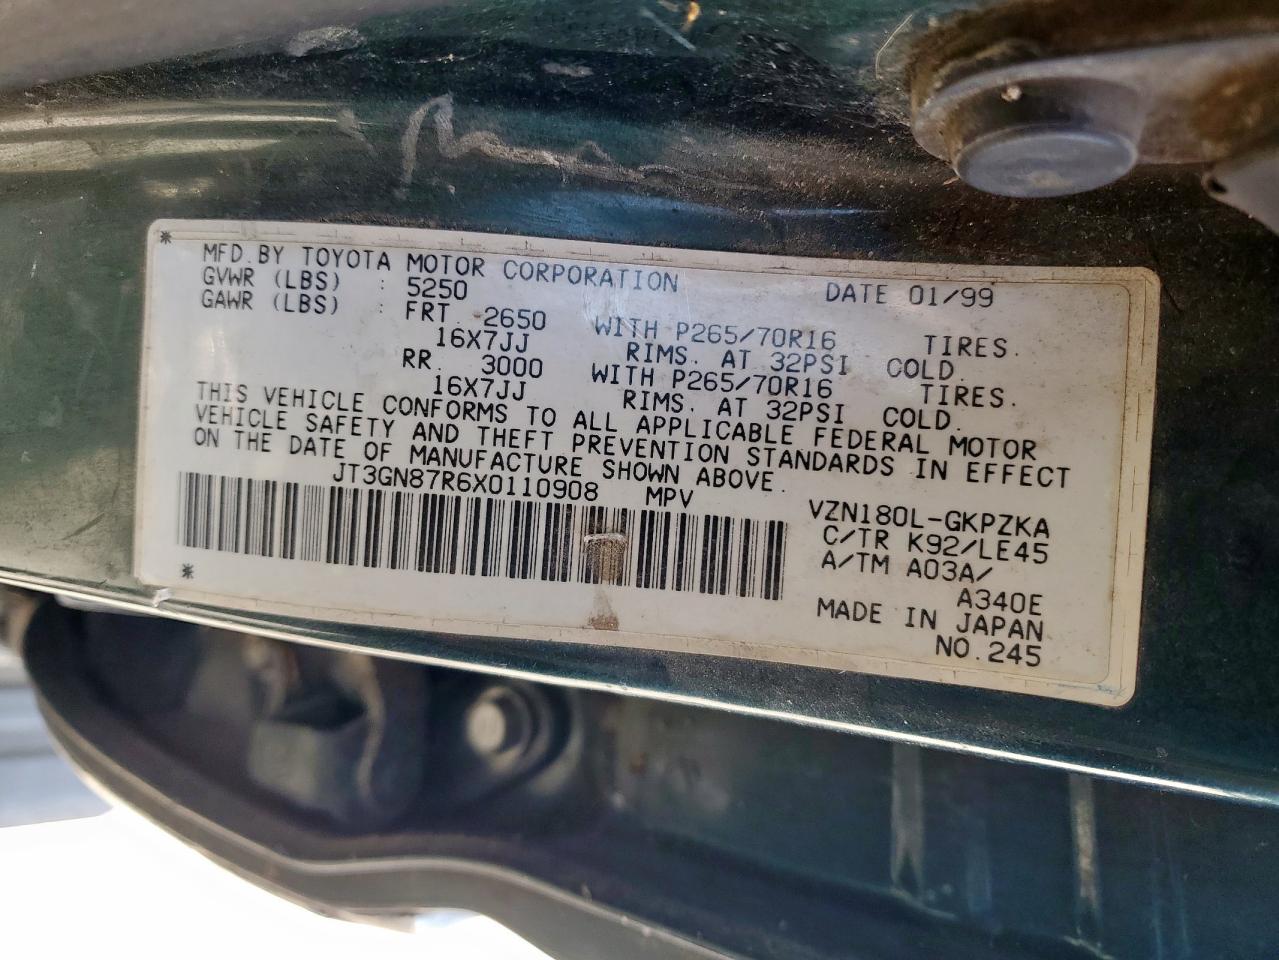 MFD. BY TOYOTA MOTOR CORPORATION DATE 01/99
GVWR (LBS) : 5250
GAWR (LBS) : FRT. 2650 WITH P265/70R16 TIRES.
16X7JJ RIMS. AT 32PSI COLD.
RR. 3000 WITH P265/70R16 TIRES.
16X7JJ RIMS. AT 32PSI COLD.
THIS VEHICLE CONFORMS TO ALL APPLICABLE FEDERAL MOTOR
VEHICLE SAFETY AND THEFT PREVENTION STANDARDS IN EFFECT
ON THE DATE OF MANUFACTURE SHOWN ABOVE.
JT3GN87R6X0110908 MPV
VZN180L-GKPZKA
C/TR K92/LE45
A/TM A03A/
A340E
MADE IN JAPAN
NO.245